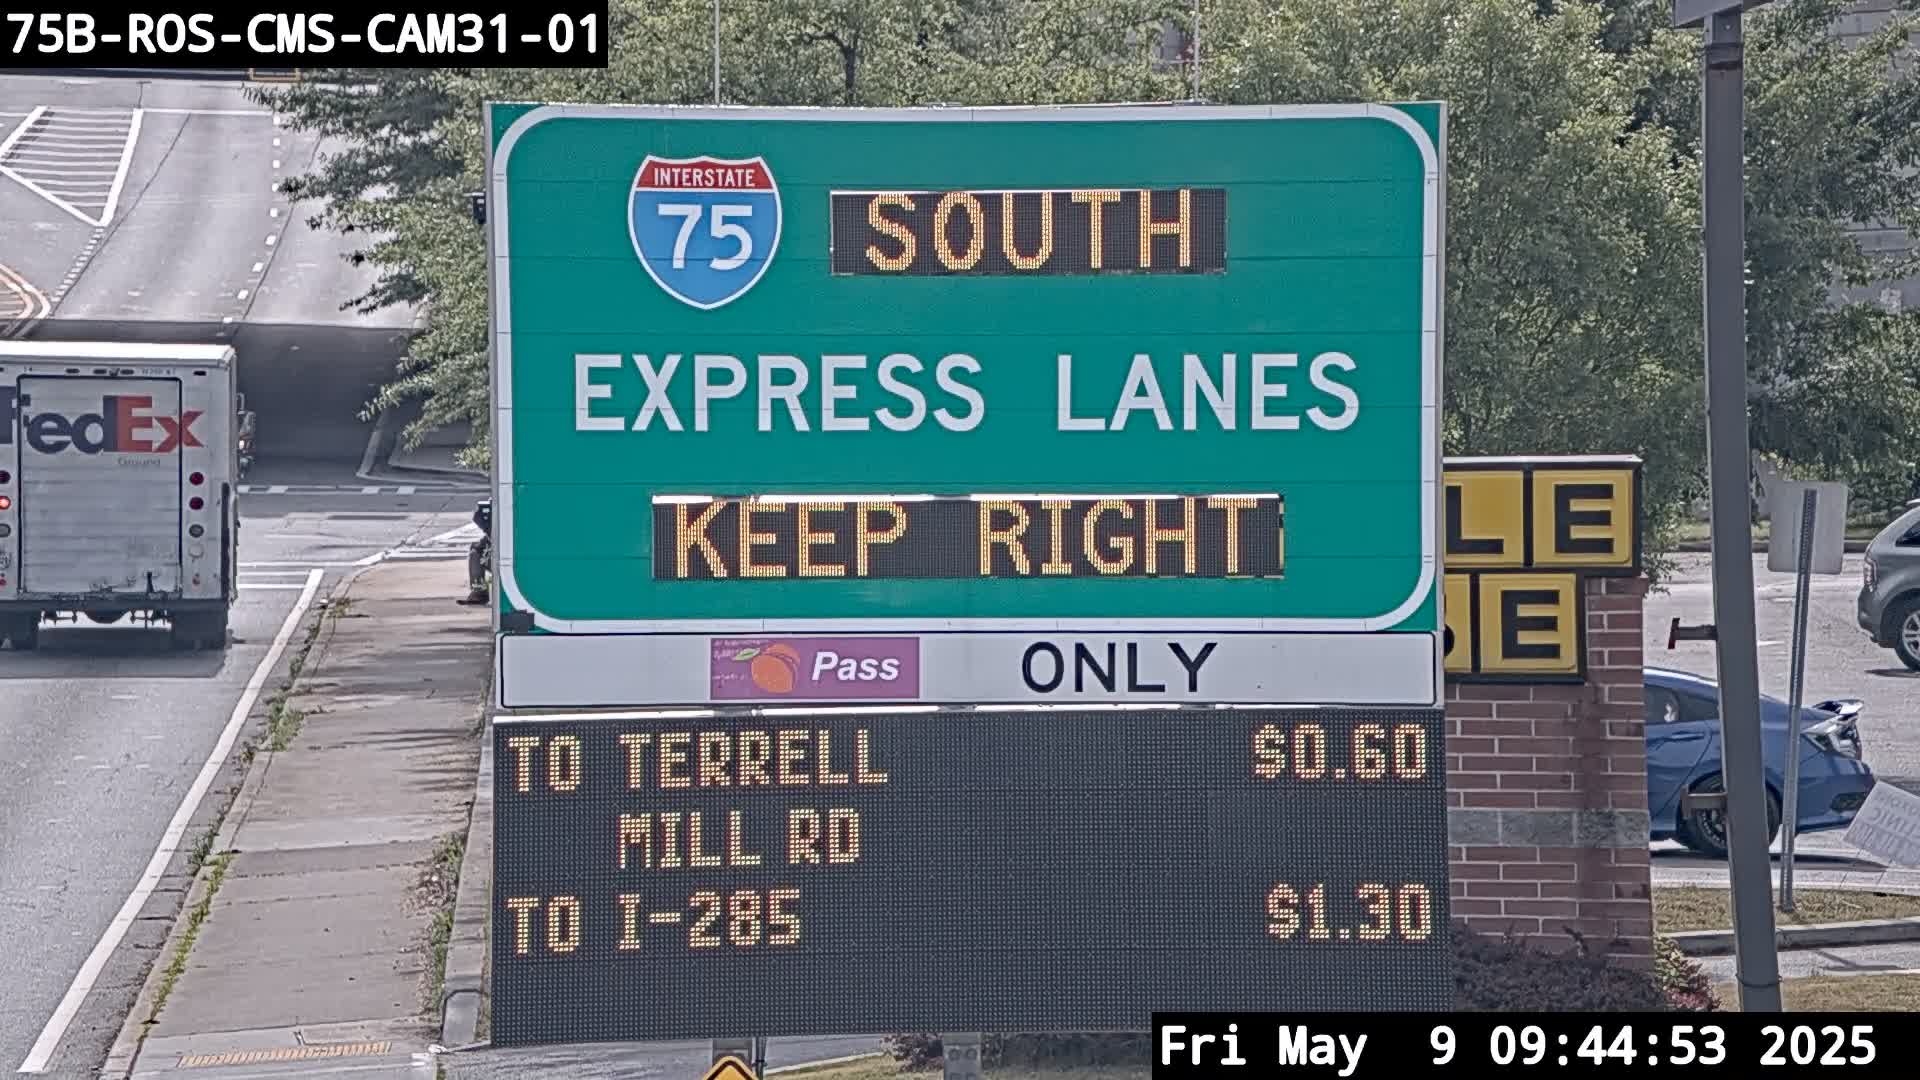 75B-ROS-CMS-CAM31-01
INTERSTATE
75
SOUTH
EXPRESS LANES
KEEP RIGHT
Pass ONLY
TO TERRELL $0.60
MILL RD
TO I-285 $1.30
FedEx
Ground
LE
E
Fri May 9 09:44:53 2025